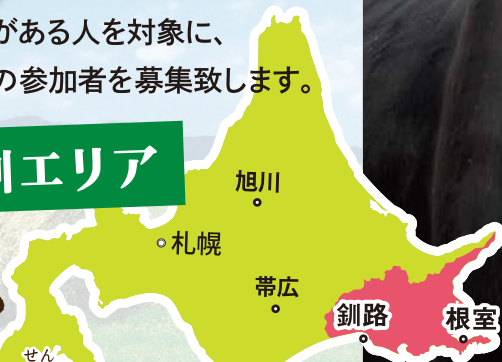 がある人を対象に、
の参加者を募集致します。
別エリア
旭川
札幌
帯広
釧路
根室
せん